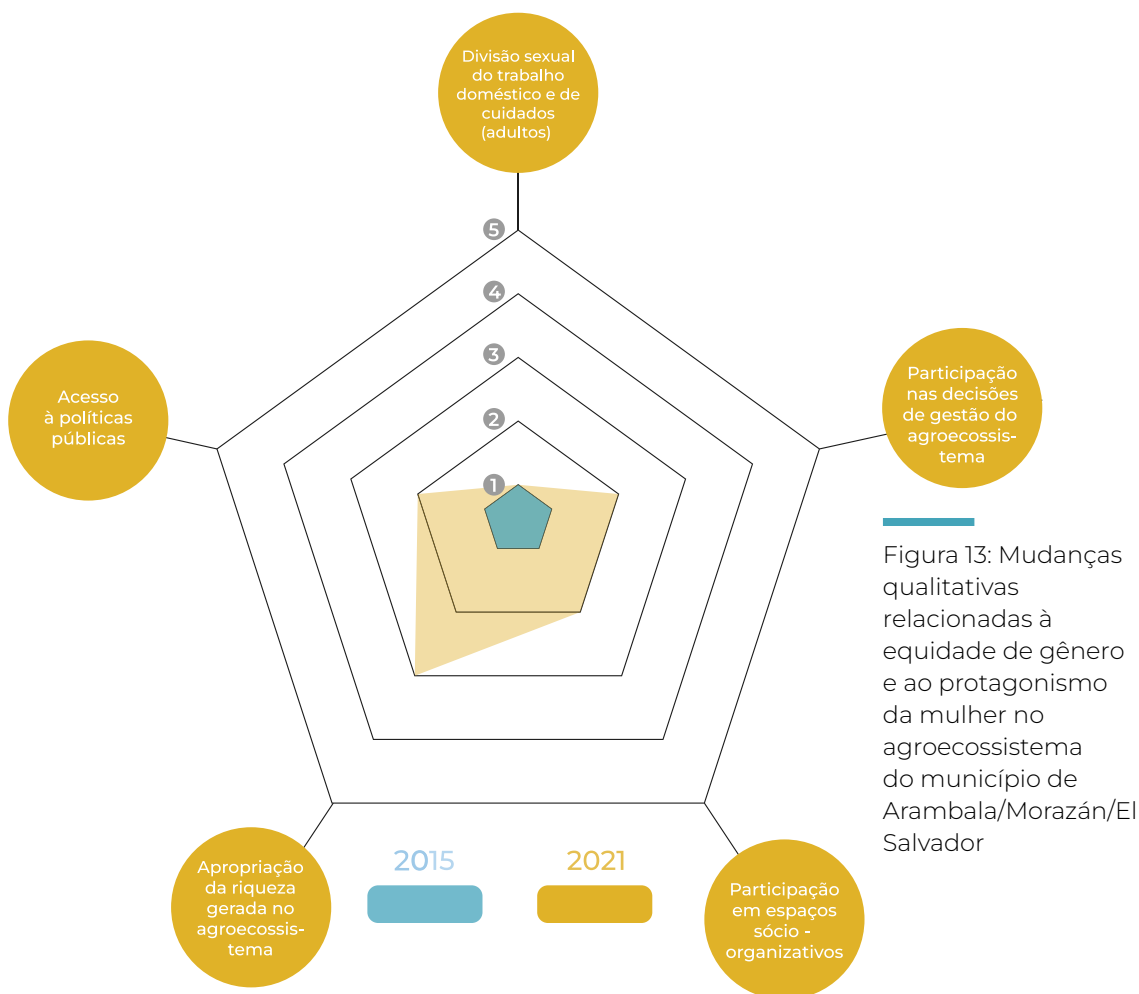 Divisão sexual
do trabalho
doméstico e de
cuidados
(adultos)
5
4
3
2
1
Acesso
à políticas
públicas
Participação
nas decisões
de gestão do
agroecossis-
tema
Figura 13: Mudanças
qualitativas
relacionadas à
equidade de gênero
e ao protagonismo
da mulher no
agroecossistema
do município de
Arambala/Morazán/El
Salvador
Apropriação
da riqueza
gerada no
agroecossis-
tema
2015
2021
Participação
em espaços
sócio -
organizativos